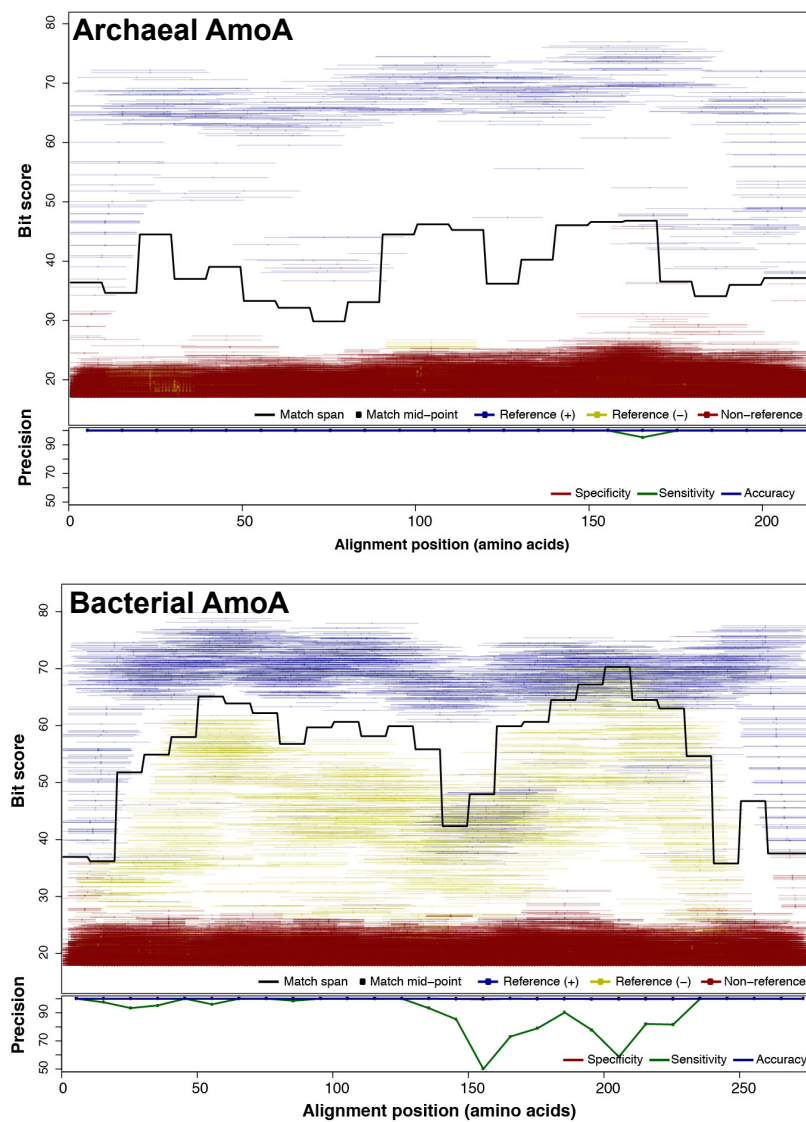 Archaeal AmoA
80
70
60
50
40
30
20
Bit score
Match span Match mid-point Reference (+) Reference (−) Non-reference
Precision
90
70
50
Specificity Sensitivity Accuracy
0 50 100 150 200
Alignment position (amino acids)
Bacterial AmoA
80
70
60
50
40
30
20
Bit score
Match span Match mid-point Reference (+) Reference (−) Non-reference
Precision
90
70
50
Specificity Sensitivity Accuracy
0 50 100 150 200 250
Alignment position (amino acids)